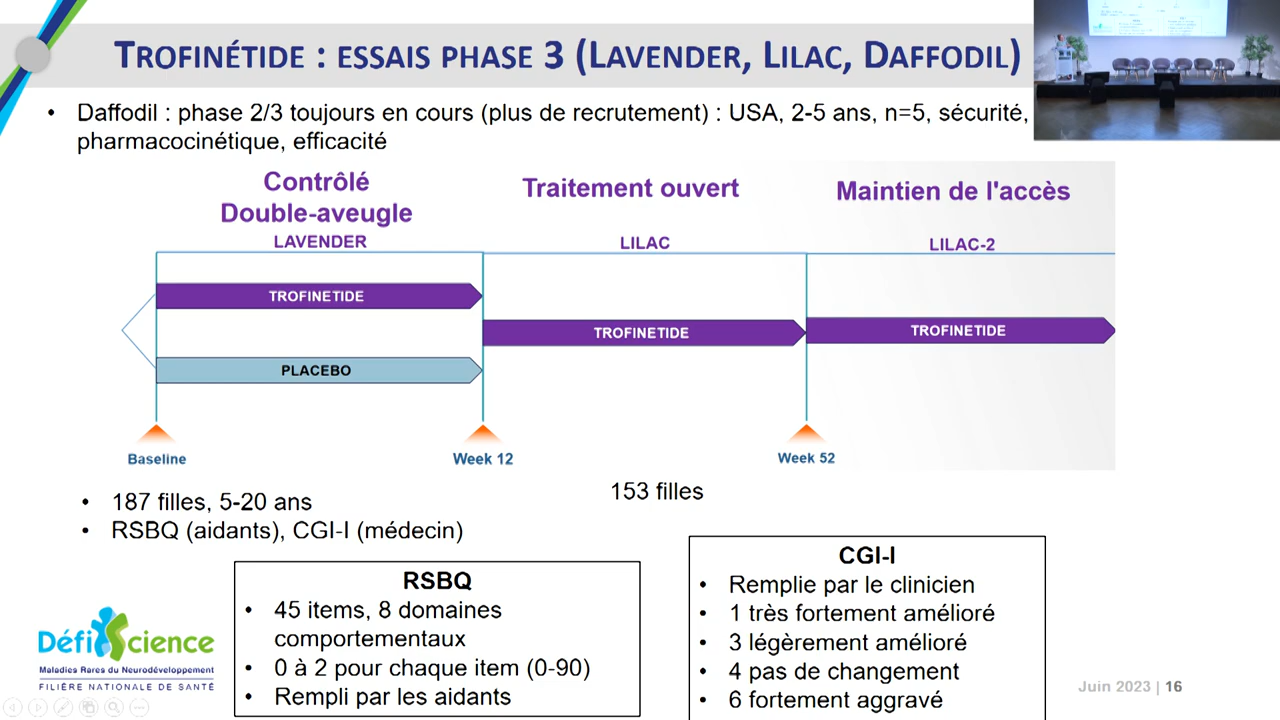 TROFINÉTIDE : ESSAIS PHASE 3 (LAVENDER, LILAC, DAFFODIL)
• Daffodil : phase 2/3 toujours en cours (plus de recrutement) : USA, 2-5 ans, n=5, sécurité,
pharmacocinétique, efficacité
Contrôlé
Double-aveugle
LAVENDER
Traitement ouvert
LILAC
Maintien de l'accès
LILAC-2
TROFINETIDE
TROFINETIDE
TROFINETIDE
PLACEBO
Baseline
Week 12
Week 52
• 187 filles, 5-20 ans
• RSBQ (aidants), CGI-I (médecin)
153 filles
RSBQ
• 45 items, 8 domaines
comportementaux
• 0 à 2 pour chaque item (0-90)
• Rempli par les aidants
CGI-I
• Remplie par le clinicien
• 1 très fortement amélioré
• 3 légèrement amélioré
• 4 pas de changement
• 6 fortement aggravé
DéfiScience
Maladies Rares du Neurodéveloppement
FILIÈRE NATIONALE DE SANTÉ
Juin 2023 | 16